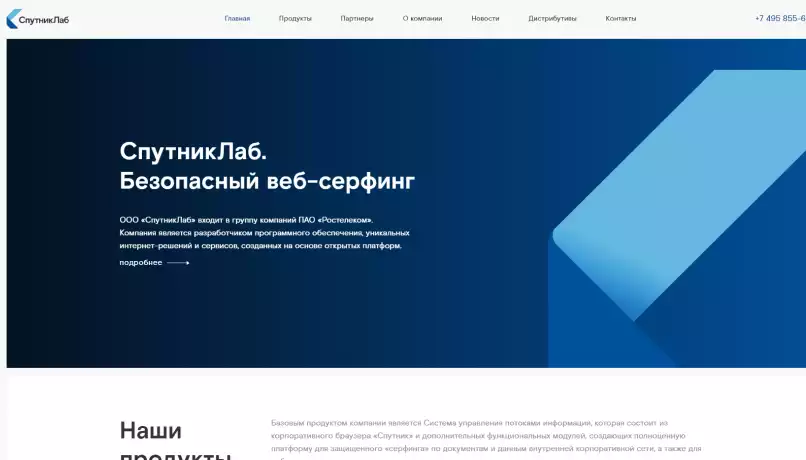 СпутникЛаб
Главная
Продукты
Партнеры
О компании
Новости
Дистрибутивы
Контакты
+7 495 855-6
СпутникЛаб.
Безопасный веб-серфинг
ООО «СпутникЛаб» входит в группу компаний ПАО «Ростелеком».
Компания является разработчиком программного обеспечения, уникальных
интернет-решений и сервисов, созданных на основе открытых платформ.
подробнее
Наши
продукты
Базовым продуктом компании является Система управления потоками информации, которая состоит из
корпоративного браузера «Спутник» и дополнительных функциональных модулей, создающих полноценную
платформу для защищенного «серфинга» по документам и данным внутренней корпоративной сети, а также для